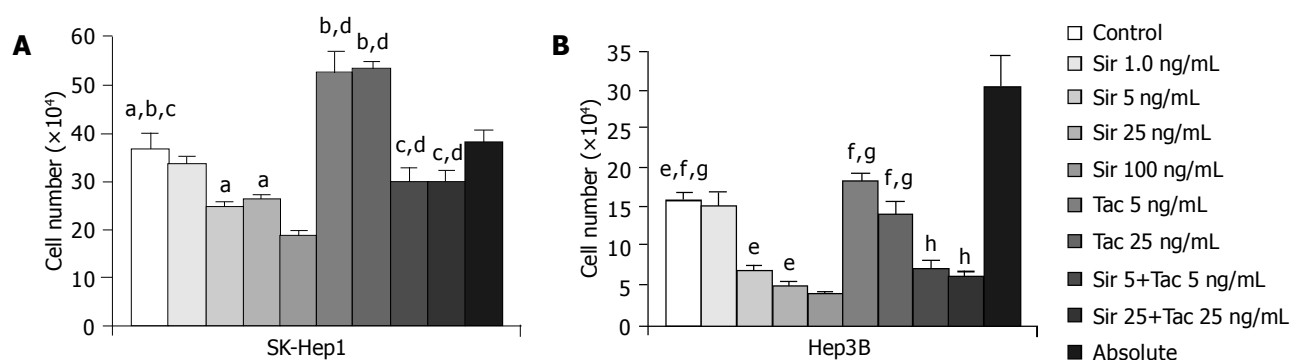 A
Cell number (×10⁴)
60
50
40
30
20
10
0
a,b,c
a
a
b,d
b,d
c,d
c,d
SK-Hep1
B
Cell number (×10⁴)
35
30
25
20
15
10
5
0
e,f,g
e
e
f,g
f,g
h
h
Hep3B
Control
Sir 1.0 ng/mL
Sir 5 ng/mL
Sir 25 ng/mL
Sir 100 ng/mL
Tac 5 ng/mL
Tac 25 ng/mL
Sir 5+Tac 5 ng/mL
Sir 25+Tac 25 ng/mL
Absolute